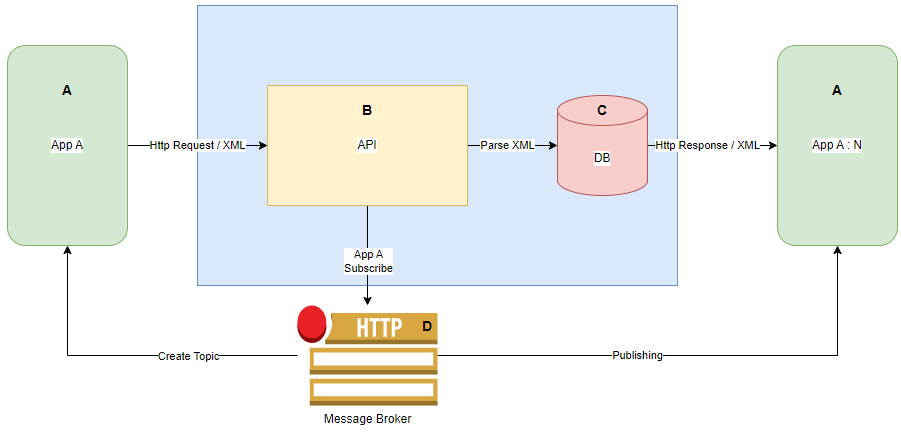 A
App A
Http Request / XML
B
API
Parse XML
C
DB
Http Response / XML
A
App A : N
App A
Subscribe
HTTP
D
Create Topic
Publishing
Message Broker